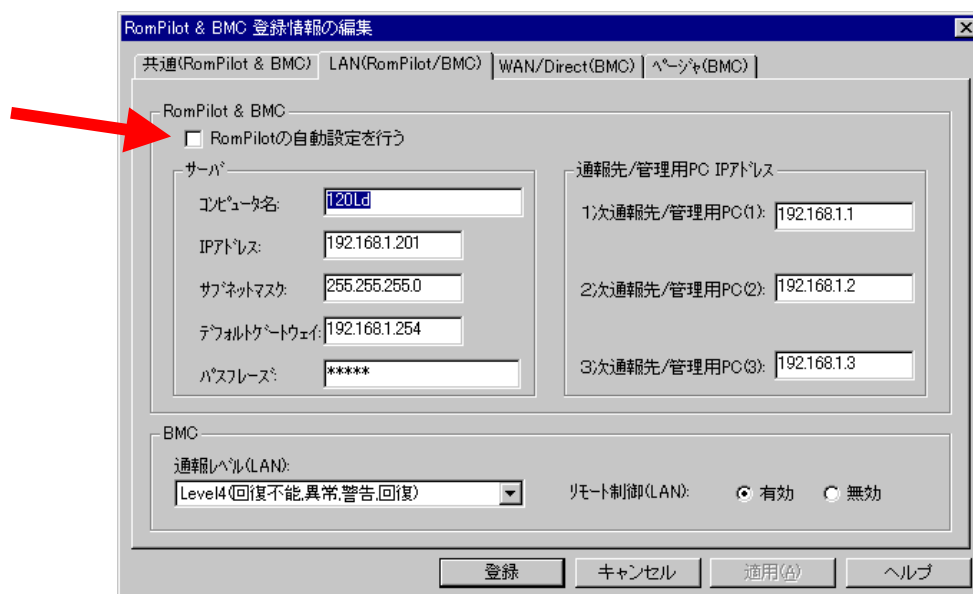 RomPilot & BMC 登録情報の編集
共通(RomPilot & BMC) LAN(RomPilot/BMC) WAN/Direct(BMC) ﾍﾟｰｼﾞｬ(BMC)
RomPilot & BMC
RomPilotの自動設定を行う
ｻｰﾊﾞ
ｺﾝﾋﾟｭｰﾀ名: 120Ld
IPｱﾄﾞﾚｽ: 192.168.1.201
ｻﾌﾞﾈｯﾄﾏｽｸ: 255.255.255.0
ﾃﾞﾌｫﾙﾄｹﾞｰﾄｳｪｲ: 192.168.1.254
ﾊﾟｽﾌﾚｰｽﾞ: *****
通報先/管理用PC IPｱﾄﾞﾚｽ
1次通報先/管理用PC(1): 192.168.1.1
2次通報先/管理用PC(2): 192.168.1.2
3次通報先/管理用PC(3): 192.168.1.3
BMC
通報ﾚﾍﾞﾙ(LAN):
Level4(回復不能,異常,警告,回復)
ﾘﾓｰﾄ制御(LAN): 有効 無効
登録 キャンセル 適用(A) ヘルプ